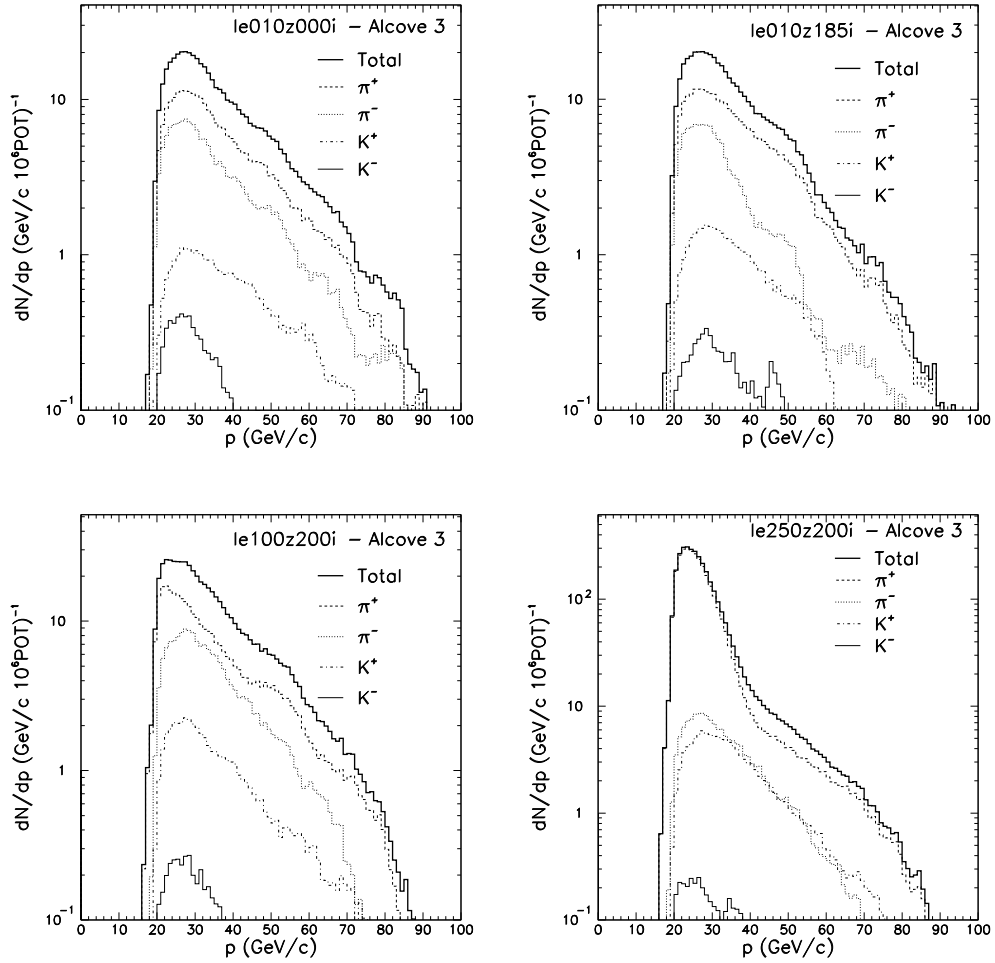 le010z000i – Alcove 3
Total
π⁺
π⁻
K⁺
K⁻
10
1
10⁻¹
dN/dp (GeV/c 10⁶POT)⁻¹
0 10 20 30 40 50 60 70 80 90 100
p (GeV/c)
le010z185i – Alcove 3
Total
π⁺
π⁻
K⁺
K⁻
10
1
10⁻¹
dN/dp (GeV/c 10⁶POT)⁻¹
0 10 20 30 40 50 60 70 80 90 100
p (GeV/c)
le100z200i – Alcove 3
Total
π⁺
π⁻
K⁺
K⁻
10
1
10⁻¹
dN/dp (GeV/c 10⁶POT)⁻¹
0 10 20 30 40 50 60 70 80 90 100
p (GeV/c)
le250z200i – Alcove 3
Total
π⁺
π⁻
K⁺
K⁻
10²
10
1
10⁻¹
dN/dp (GeV/c 10⁶POT)⁻¹
0 10 20 30 40 50 60 70 80 90 100
p (GeV/c)